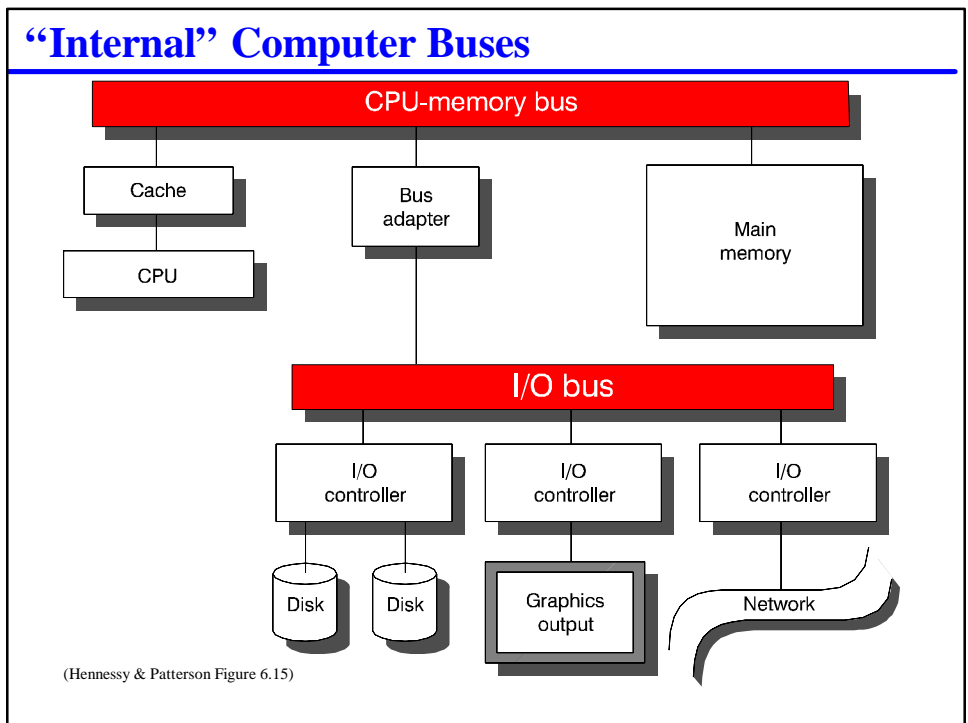 “Internal” Computer Buses
CPU-memory bus
Cache
Bus
adapter
Main
memory
CPU
I/O bus
I/O
controller
I/O
controller
I/O
controller
Disk
Disk
Graphics
output
Network
(Hennessy & Patterson Figure 6.15)